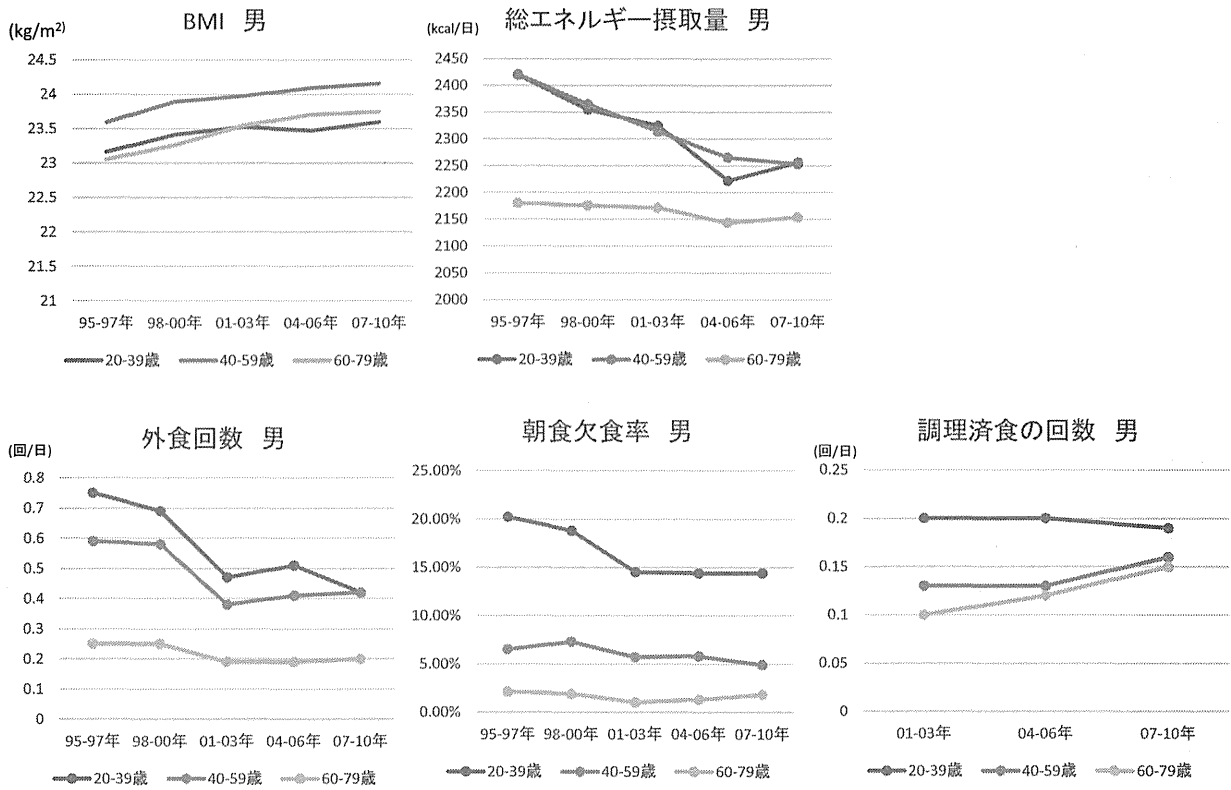 BMI 男
(kg/m²)
24.5
24
23.5
23
22.5
22
21.5
21
95-97年 98-00年 01-03年 04-06年 07-10年
20-39歳 40-59歳 60-79歳
総エネルギー摂取量 男
(kcal/日)
2450
2400
2350
2300
2250
2200
2150
2100
2050
2000
95-97年 98-00年 01-03年 04-06年 07-10年
20-39歳 40-59歳 60-79歳
外食回数 男
(回/日)
0.8
0.7
0.6
0.5
0.4
0.3
0.2
0.1
0
95-97年 98-00年 01-03年 04-06年 07-10年
20-39歳 40-59歳 60-79歳
朝食欠食率 男
25.00%
20.00%
15.00%
10.00%
5.00%
0.00%
95-97年 98-00年 01-03年 04-06年 07-10年
20-39歳 40-59歳 60-79歳
調理済食の回数 男
(回/日)
0.25
0.2
0.15
0.1
0.05
0
01-03年 04-06年 07-10年
20-39歳 40-59歳 60-79歳